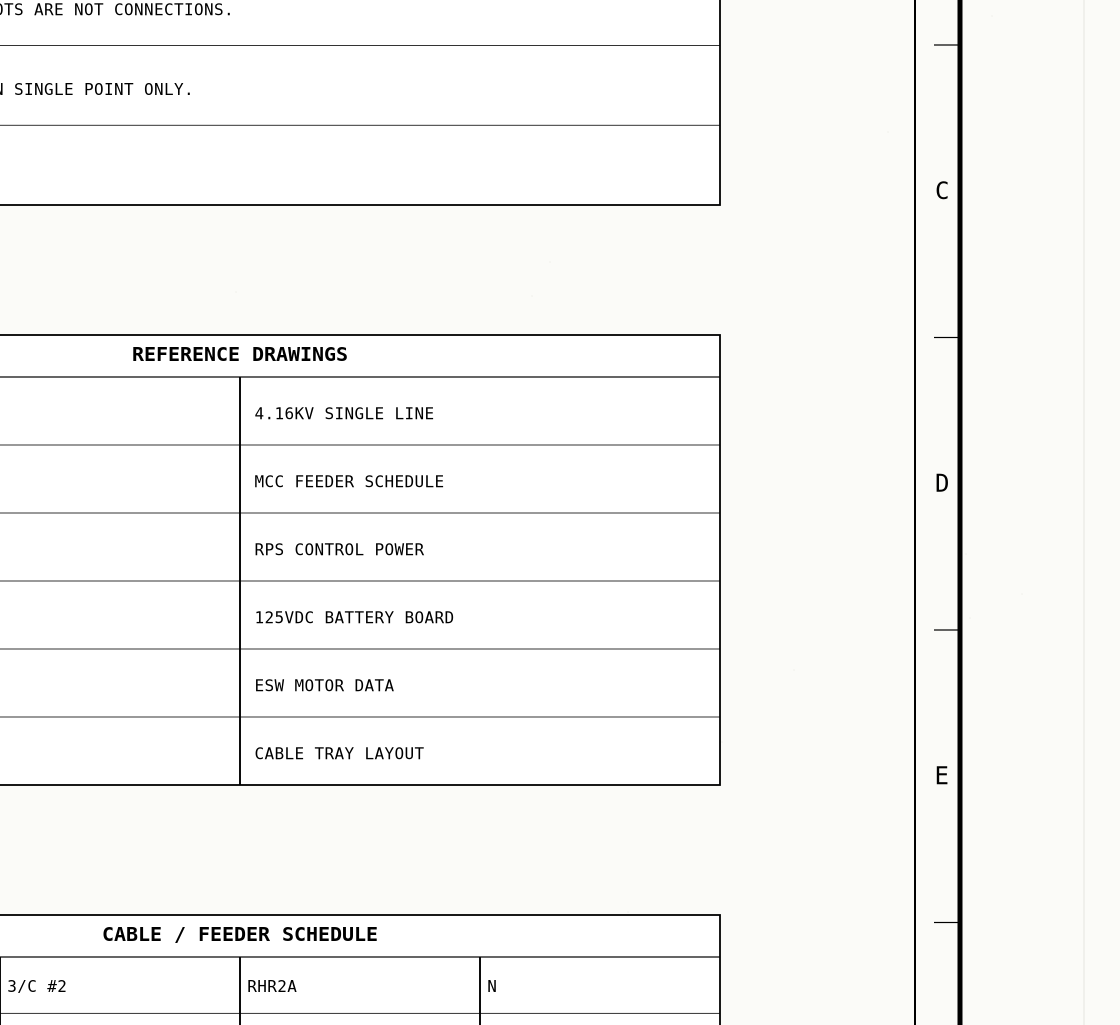 ARE NOT CONNECTIONS.
SINGLE POINT ONLY.
C
REFERENCE DRAWINGS
4.16KV SINGLE LINE
MCC FEEDER SCHEDULE
D
RPS CONTROL POWER
125VDC BATTERY BOARD
ESW MOTOR DATA
CABLE TRAY LAYOUT
E
CABLE / FEEDER SCHEDULE
3/C #2 RHR2A N